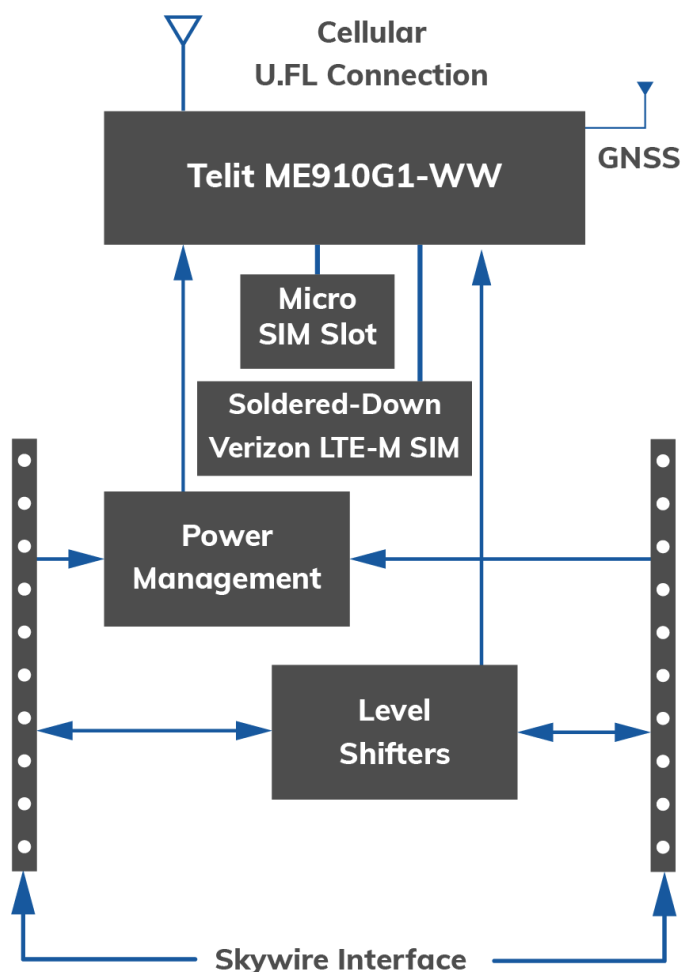 Cellular
U.FL Connection
GNSS
Telit ME910G1-WW
Micro
SIM Slot
Soldered-Down
Verizon LTE-M SIM
Power
Management
Level
Shifters
Skywire Interface